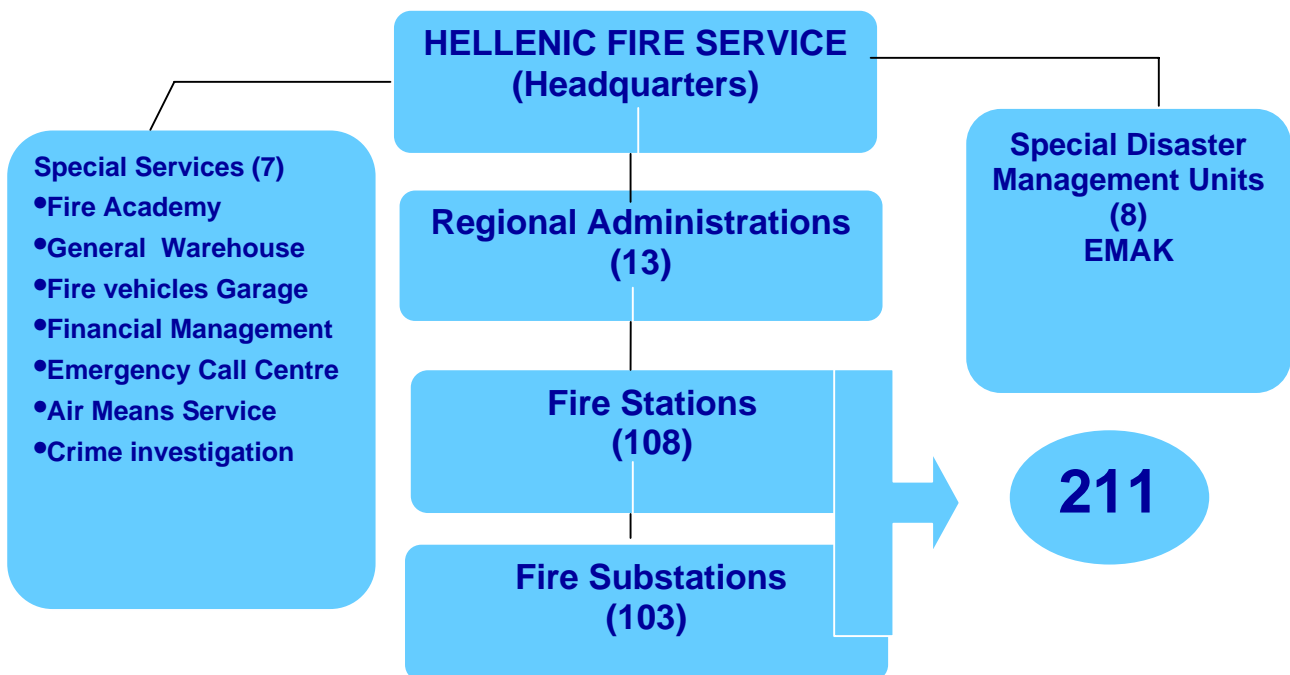 HELLENIC FIRE SERVICE
(Headquarters)
Special Services (7)
•Fire Academy
•General Warehouse
•Fire vehicles Garage
•Financial Management
•Emergency Call Centre
•Air Means Service
•Crime investigation
Regional Administrations
(13)
Special Disaster
Management Units
(8)
EMAK
Fire Stations
(108)
211
Fire Substations
(103)